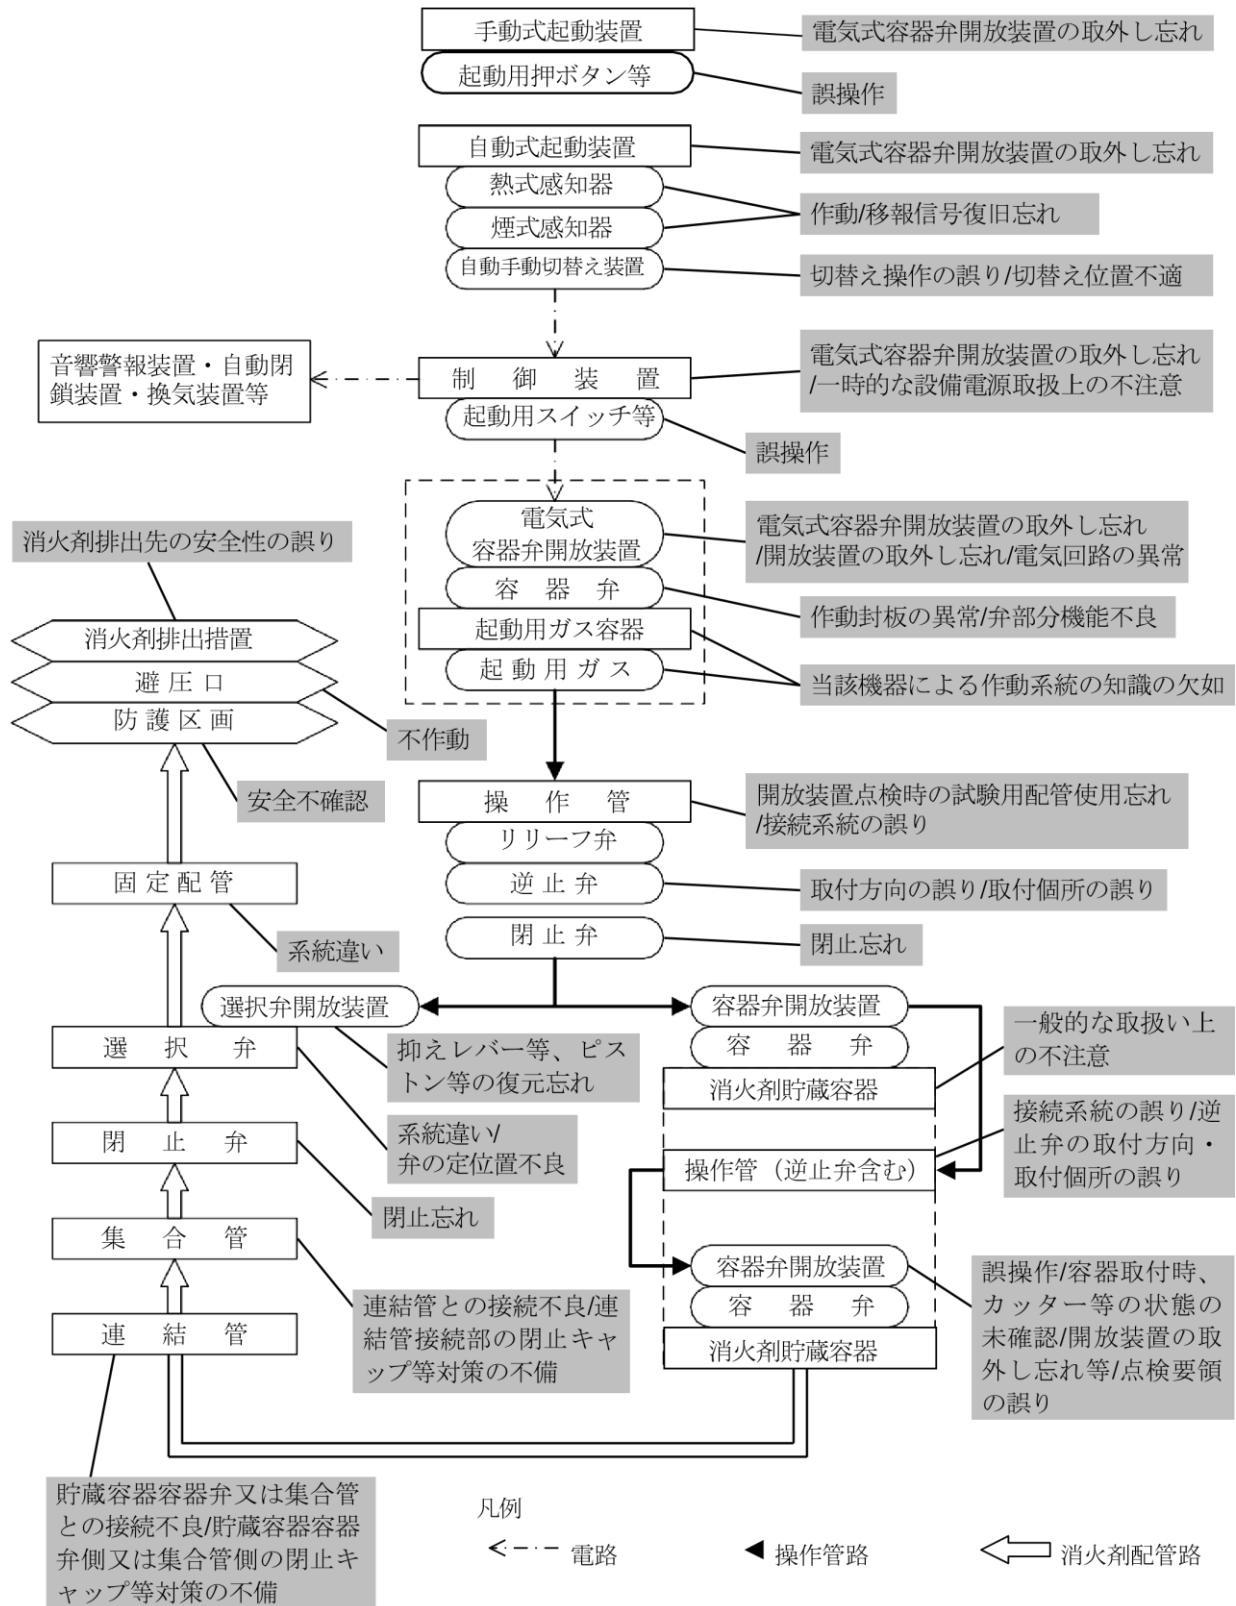 手動式起動装置
電気式容器弁開放装置の取外し忘れ
起動用押ボタン等
誤操作
自動式起動装置
電気式容器弁開放装置の取外し忘れ
熱式感知器
煙式感知器
作動/移報信号復旧忘れ
自動手動切替え装置
切替え操作の誤り/切替え位置不適
音響警報装置・自動閉
鎖装置・換気装置等
制御装置
電気式容器弁開放装置の取外し忘れ
/一時的な設備電源取扱上の不注意
起動用スイッチ等
誤操作
電気式
容器弁開放装置
電気式容器弁開放装置の取外し忘れ
/開放装置の取外し忘れ/電気回路の異常
容器弁
作動封板の異常/弁部分機能不良
起動用ガス容器
起動用ガス
当該機器による作動系統の知識の欠如
消火剤排出先の安全性の誤り
消火剤排出措置
避圧口
防護区画
不作動
安全不確認
操作管
開放装置点検時の試験用配管使用忘れ
/接続系統の誤り
リリーフ弁
逆止弁
取付方向の誤り/取付個所の誤り
閉止弁
閉止忘れ
固定配管
系統違い
選択弁開放装置
抑えレバー等、ピス
トン等の復元忘れ
選択弁
系統違い/
弁の定位置不良
閉止弁
閉止忘れ
集合管
連結管との接続不良/連
結管接続部の閉止キャ
ップ等対策の不備
連結管
貯蔵容器容器弁又は集合管
との接続不良/貯蔵容器容器
弁側又は集合管側の閉止キ
ャップ等対策の不備
容器弁開放装置
容器弁
消火剤貯蔵容器
一般的な取扱い上
の不注意
操作管（逆止弁含む）
接続系統の誤り/逆
止弁の取付方向・
取付個所の誤り
容器弁開放装置
容器弁
消火剤貯蔵容器
誤操作/容器取付時、
カッター等の状態の
未確認/開放装置の取
外し忘れ等/点検要領
の誤り
凡例
電路
操作管路
消火剤配管路